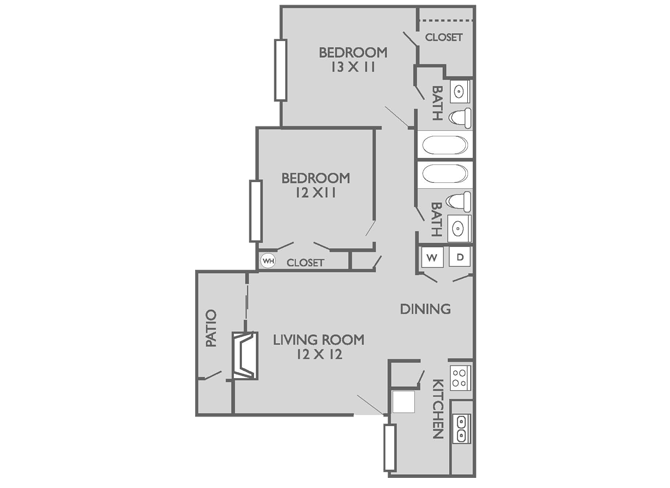 BEDROOM
13 X 11
CLOSET
BATH
BEDROOM
12 X11
BATH
WH
CLOSET
W
D
DINING
PATIO
LIVING ROOM
12 X 12
KITCHEN